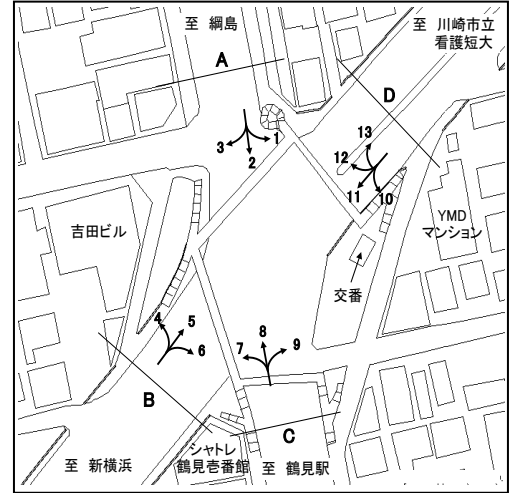 至 綱島
至 川崎市立
看護短大
A
D
13
1
3
2
12
11
10
YMD
マンション
吉田ビル
交番
4
5
6
8
7
9
B
C
シャトレ
鶴見壱番館
至 新横浜
至 鶴見駅